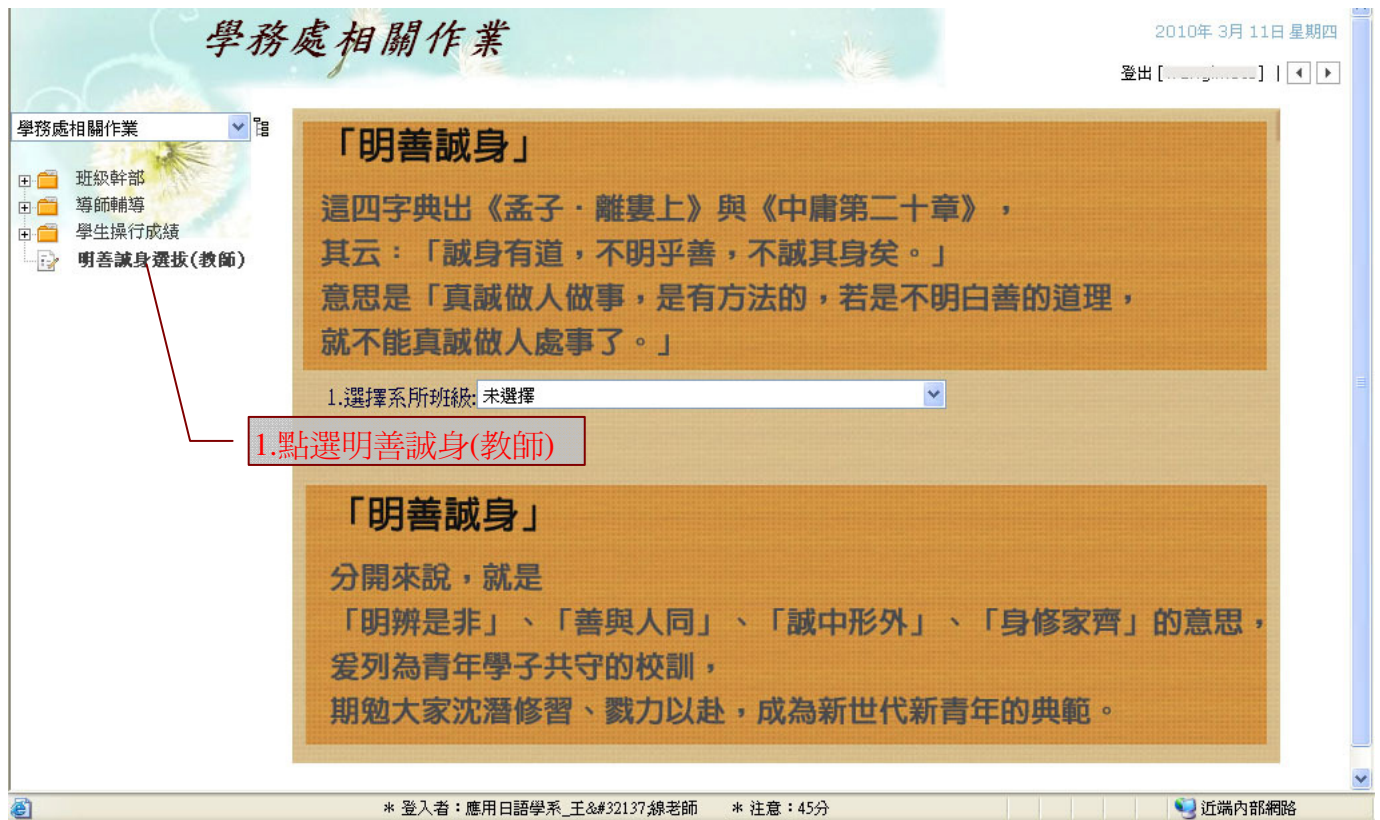 學務處相關作業
2010年 3月 11日 星期四
登出 [ ] |
學務處相關作業
班級幹部
導師輔導
學生操行成績
明善誠身選拔(教師)
「明善誠身」
這四字典出《孟子．離婁上》與《中庸第二十章》，
其云：「誠身有道，不明乎善，不誠其身矣。」
意思是「真誠做人做事，是有方法的，若是不明白善的道理，
就不能真誠做人處事了。」
1.選擇系所班級: 未選擇
1.點選明善誠身(教師)
「明善誠身」
分開來說，就是
「明辨是非」、「善與人同」、「誠中形外」、「身修家齊」的意思，
爰列為青年學子共守的校訓，
期勉大家沈潛修習、戮力以赴，成為新世代新青年的典範。
* 登入者：應用日語學系_王&#32137;線老師 * 注意：45分
近端內部網路